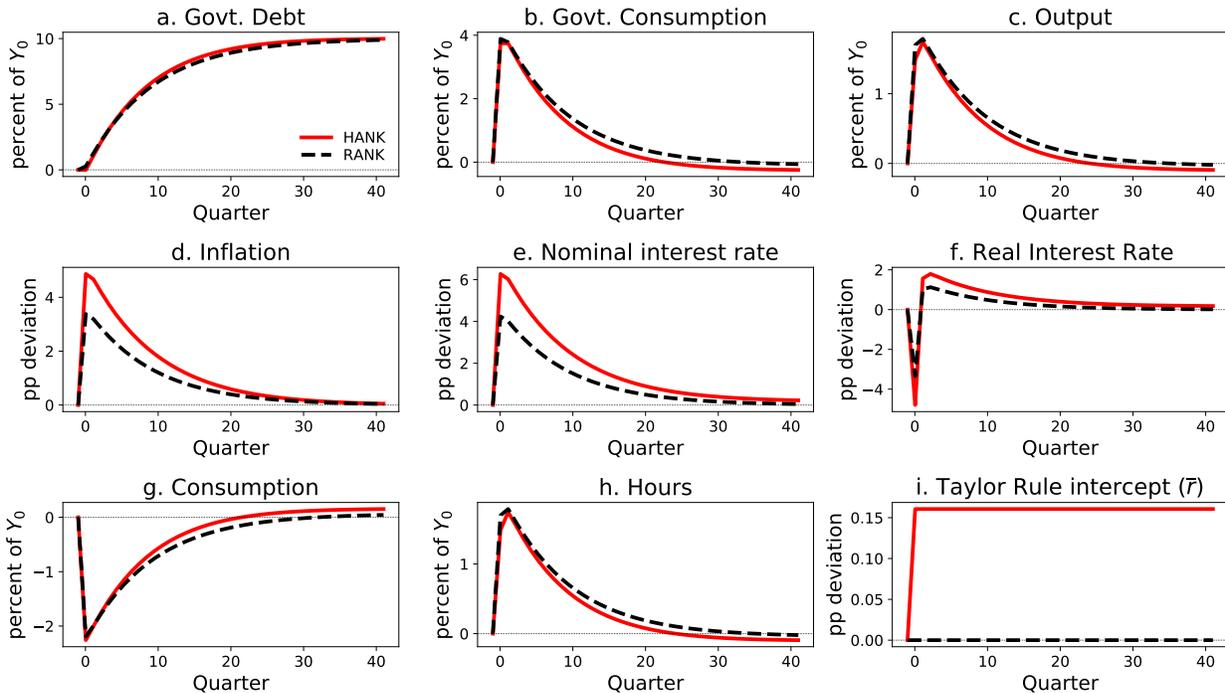 a. Govt. Debt
percent of Y0
10
5
0
HANK
RANK
0 10 20 30 40
Quarter
b. Govt. Consumption
percent of Y0
4
2
0
0 10 20 30 40
Quarter
c. Output
percent of Y0
1
0
0 10 20 30 40
Quarter
d. Inflation
pp deviation
4
2
0
0 10 20 30 40
Quarter
e. Nominal interest rate
pp deviation
6
4
2
0
0 10 20 30 40
Quarter
f. Real Interest Rate
pp deviation
2
0
−2
−4
0 10 20 30 40
Quarter
g. Consumption
percent of Y0
0
−1
−2
0 10 20 30 40
Quarter
h. Hours
percent of Y0
1
0
0 10 20 30 40
Quarter
i. Taylor Rule intercept (r̅)
pp deviation
0.15
0.10
0.05
0.00
0 10 20 30 40
Quarter